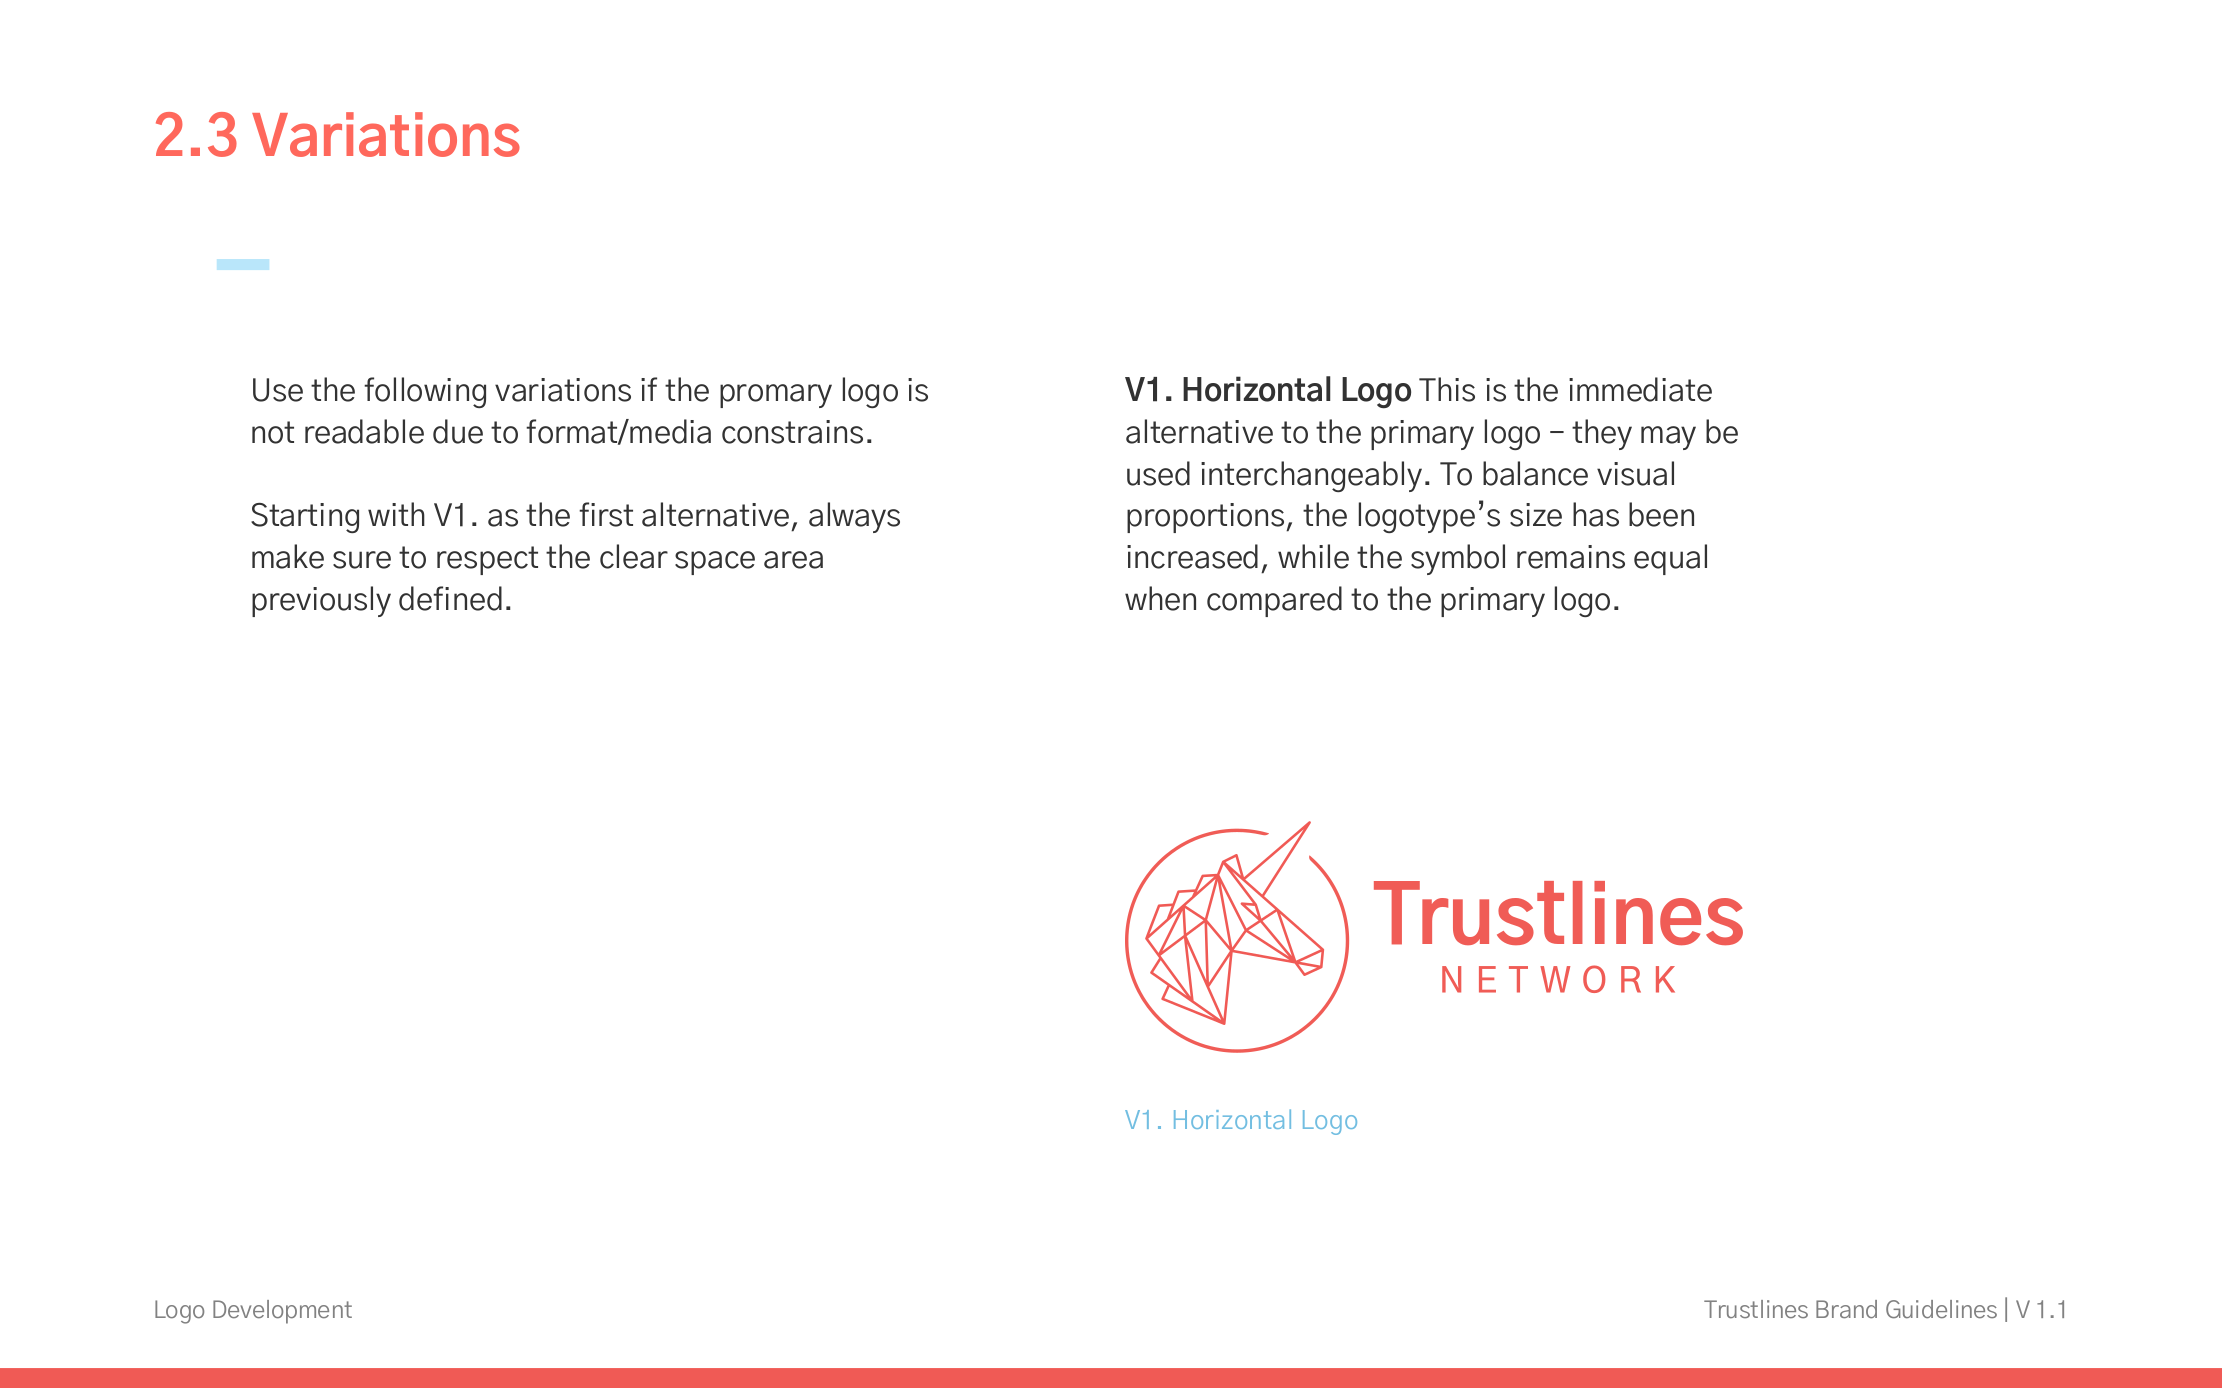 2.3 Variations
Use the following variations if the promary logo is
not readable due to format/media constrains.
Starting with V1. as the first alternative, always
make sure to respect the clear space area
previously defined.
V1. Horizontal Logo This is the immediate
alternative to the primary logo – they may be
used interchangeably. To balance visual
proportions, the logotype’s size has been
increased, while the symbol remains equal
when compared to the primary logo.
Trustlines
NETWORK
V1. Horizontal Logo
Logo Development
Trustlines Brand Guidelines | V 1.1